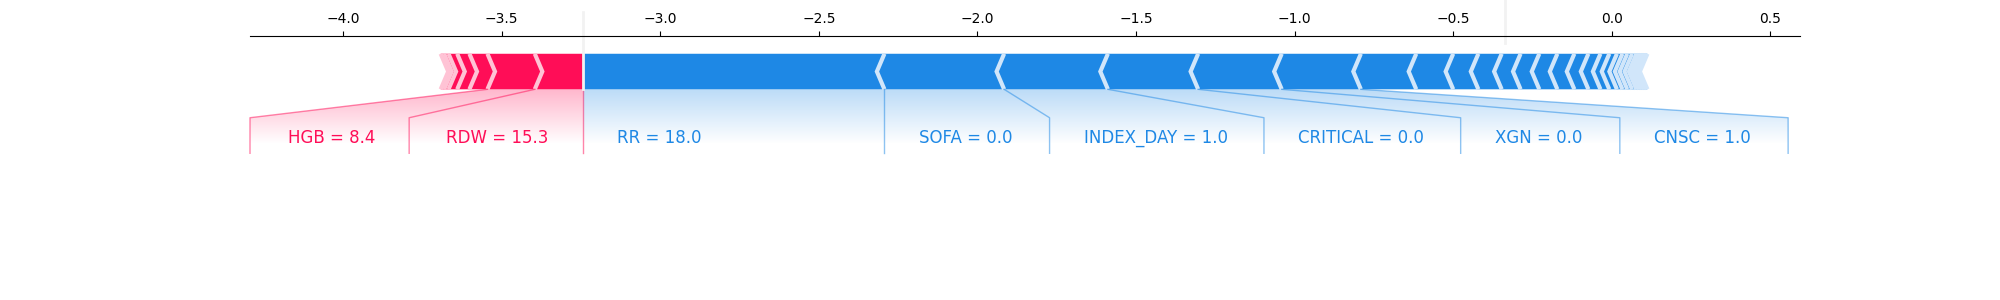 −4.0 −3.5 −3.0 −2.5 −2.0 −1.5 −1.0 −0.5 0.0 0.5
HGB = 8.4 RDW = 15.3 RR = 18.0 SOFA = 0.0 INDEX_DAY = 1.0 CRITICAL = 0.0 XGN = 0.0 CNSC = 1.0